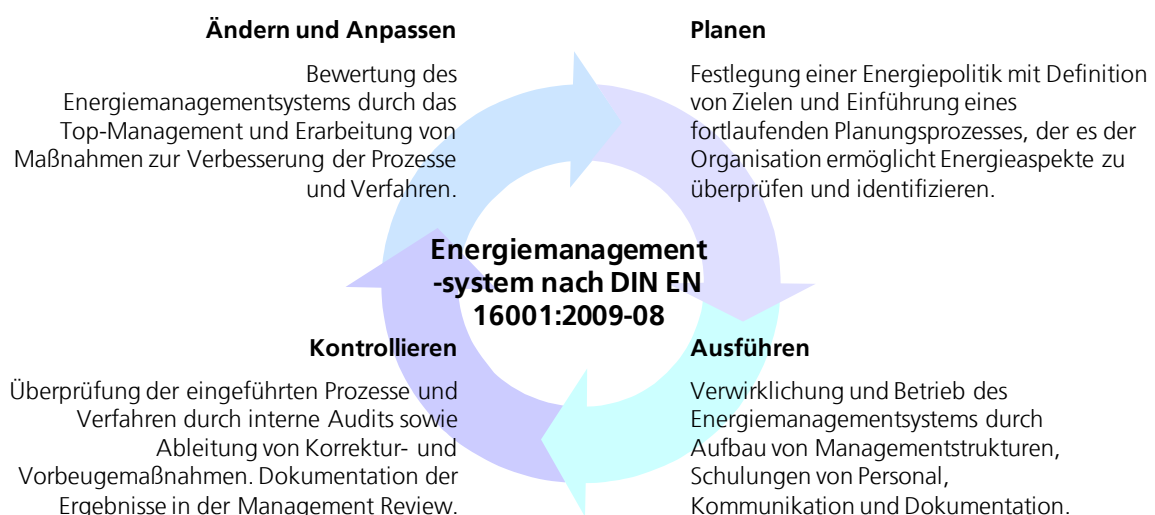 Ändern und Anpassen
Bewertung des
Energiemanagementsystems durch das
Top-Management und Erarbeitung von
Maßnahmen zur Verbesserung der Prozesse
und Verfahren.
Planen
Festlegung einer Energiepolitik mit Definition
von Zielen und Einführung eines
fortlaufenden Planungsprozesses, der es der
Organisation ermöglicht Energieaspekte zu
überprüfen und identifizieren.
Energiemanagement
-system nach DIN EN
16001:2009-08
Kontrollieren
Überprüfung der eingeführten Prozesse und
Verfahren durch interne Audits sowie
Ableitung von Korrektur- und
Vorbeugemaßnahmen. Dokumentation der
Ergebnisse in der Management Review.
Ausführen
Verwirklichung und Betrieb des
Energiemanagementsystems durch
Aufbau von Managementstrukturen,
Schulungen von Personal,
Kommunikation und Dokumentation.